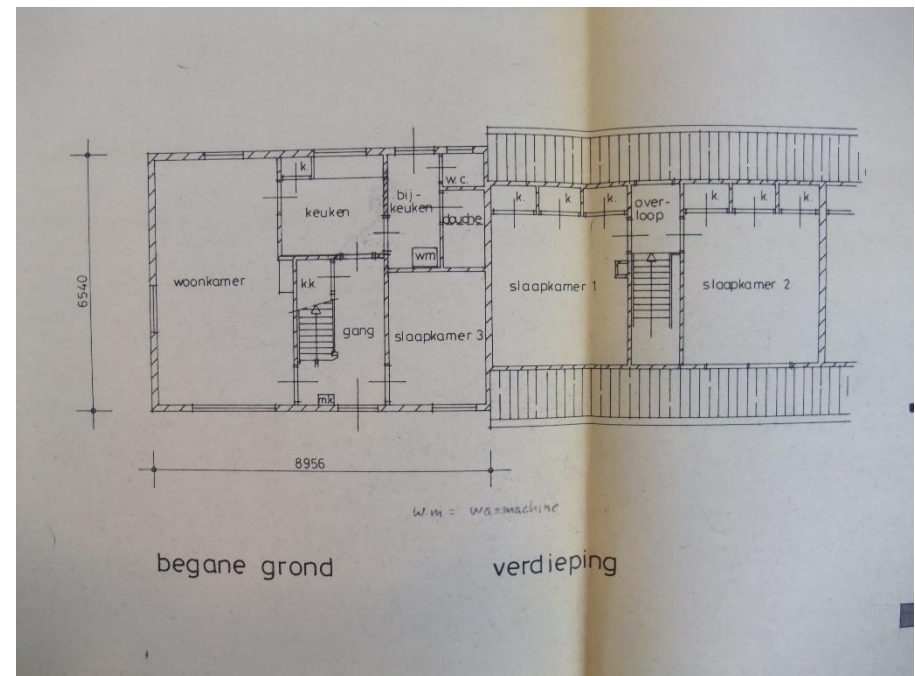 k.
w.c.
bij-
keuken
keuken
douche
wm
woonkamer
k.k.
gang
slaapkamer 3
mk
6540
8956
k.
k.
k.
over-
loop
k.
k.
k.
slaapkamer 1
slaapkamer 2
w.m = wasmachine
begane grond
verdieping